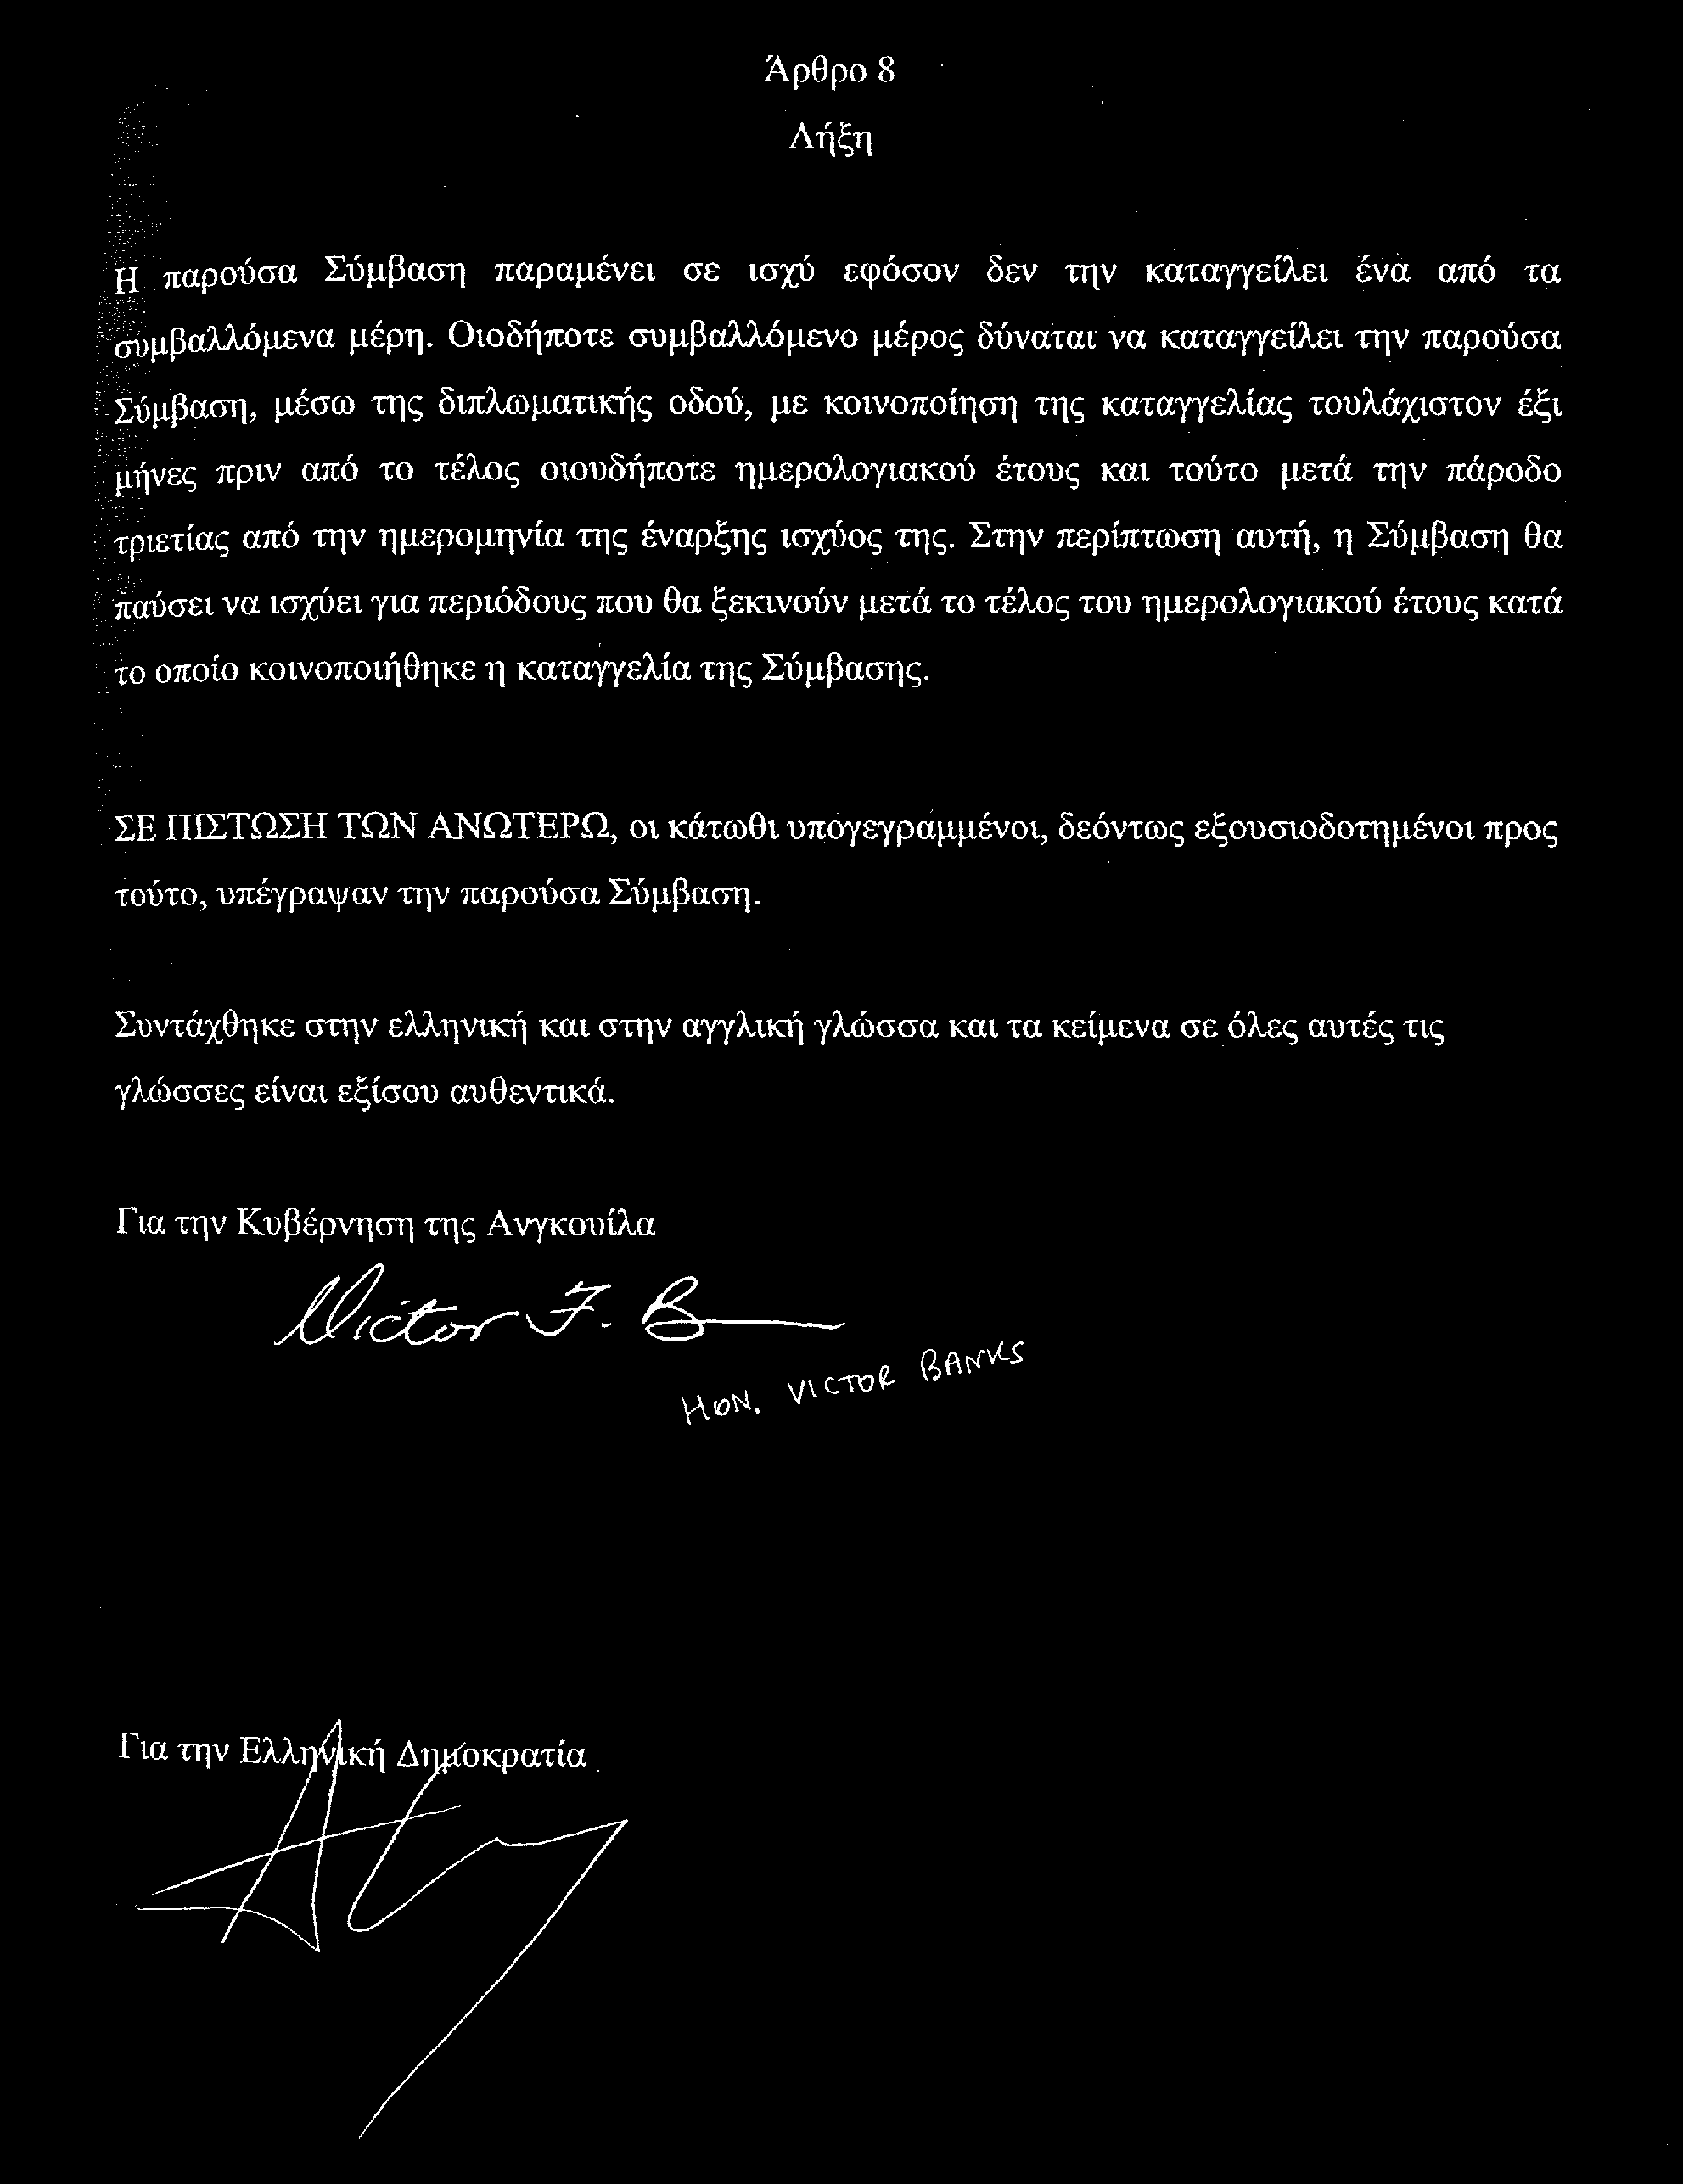 Άρθρο 8
Λήξη
Η παρούσα Σύμβαση παραμένει σε ισχύ εφόσον δεν την καταγγείλει ένα από τα
συμβαλλόμενα μέρη. Οιοδήποτε συμβαλλόμενο μέρος δύναται να καταγγείλει την παρούσα
Σύμβαση, μέσω της διπλωματικής οδού, με κοινοποίηση της καταγγελίας τουλάχιστον έξι
μήνες πριν από το τέλος οιουδήποτε ημερολογιακού έτους και τούτο μετά την πάροδο
τριετίας από την ημερομηνία της έναρξης ισχύος της. Στην περίπτωση αυτή, η Σύμβαση θα
παύσει να ισχύει για περιόδους που θα ξεκινούν μετά το τέλος του ημερολογιακού έτους κατά
το οποίο κοινοποιήθηκε η καταγγελία της Σύμβασης.
ΣΕ ΠΙΣΤΩΣΗ ΤΩΝ ΑΝΩΤΕΡΩ, οι κάτωθι υπογεγραμμένοι, δεόντως εξουσιοδοτημένοι προς
τούτο, υπέγραψαν την παρούσα Σύμβαση.
Συντάχθηκε στην ελληνική και στην αγγλική γλώσσα και τα κείμενα σε όλες αυτές τις
γλώσσες είναι εξίσου αυθεντικά.
Για την Κυβέρνηση της Ανγκουίλα
Victor F. B
HON. VICTOR BANKS
Για την Ελληνική Δημοκρατία